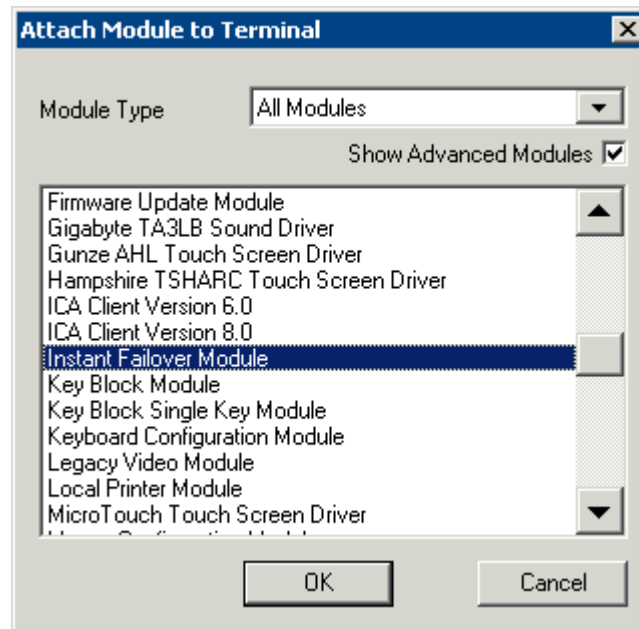 Attach Module to Terminal
Module Type
All Modules
Show Advanced Modules
Firmware Update Module
Gigabyte TA3LB Sound Driver
Gunze AHL Touch Screen Driver
Hampshire TSHARC Touch Screen Driver
ICA Client Version 6.0
ICA Client Version 8.0
Instant Failover Module
Key Block Module
Key Block Single Key Module
Keyboard Configuration Module
Legacy Video Module
Local Printer Module
MicroTouch Touch Screen Driver
OK
Cancel